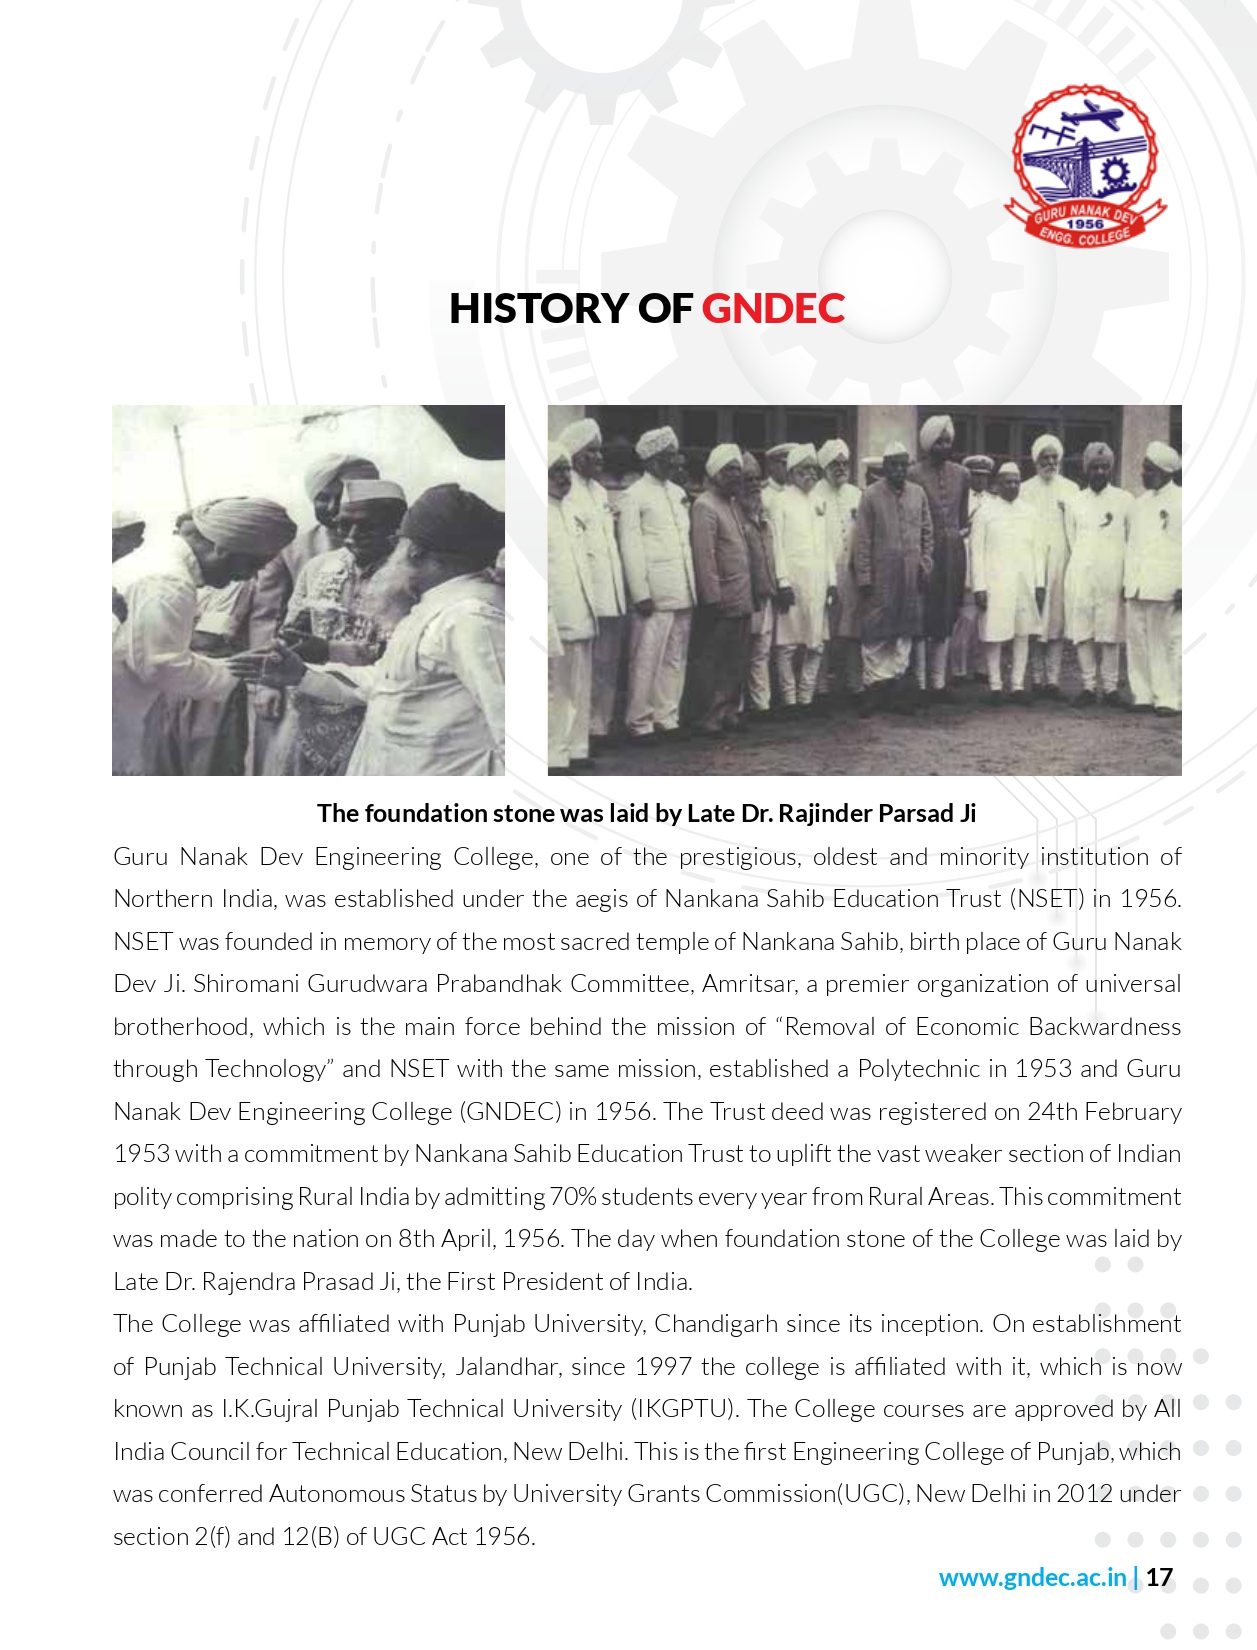 GURU NANAK DEV
1956
ENGG. COLLEGE
HISTORY OF GNDEC
The foundation stone was laid by Late Dr. Rajinder Parsad Ji
Guru Nanak Dev Engineering College, one of the prestigious, oldest and minority institution of
Northern India, was established under the aegis of Nankana Sahib Education Trust (NSET) in 1956.
NSET was founded in memory of the most sacred temple of Nankana Sahib, birth place of Guru Nanak
Dev Ji. Shiromani Gurudwara Prabandhak Committee, Amritsar, a premier organization of universal
brotherhood, which is the main force behind the mission of “Removal of Economic Backwardness
through Technology” and NSET with the same mission, established a Polytechnic in 1953 and Guru
Nanak Dev Engineering College (GNDEC) in 1956. The Trust deed was registered on 24th February
1953 with a commitment by Nankana Sahib Education Trust to uplift the vast weaker section of Indian
polity comprising Rural India by admitting 70% students every year from Rural Areas. This commitment
was made to the nation on 8th April, 1956. The day when foundation stone of the College was laid by
Late Dr. Rajendra Prasad Ji, the First President of India.
The College was affiliated with Punjab University, Chandigarh since its inception. On establishment
of Punjab Technical University, Jalandhar, since 1997 the college is affiliated with it, which is now
known as I.K.Gujral Punjab Technical University (IKGPTU). The College courses are approved by All
India Council for Technical Education, New Delhi. This is the first Engineering College of Punjab, which
was conferred Autonomous Status by University Grants Commission(UGC), New Delhi in 2012 under
section 2(f) and 12(B) of UGC Act 1956.
www.gndec.ac.in | 17